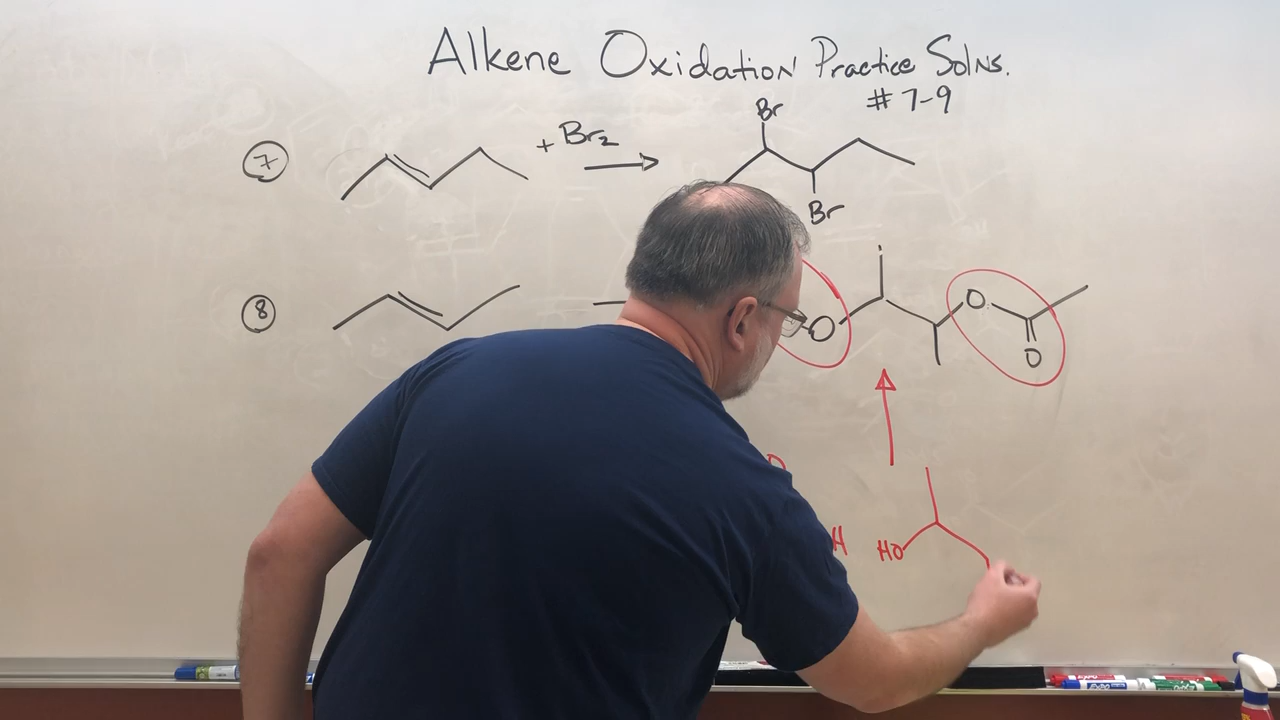 Alkene Oxidation Practice Solns.
# 7-9
Br
7 + Br2
Br
8 O O
O
HO
H